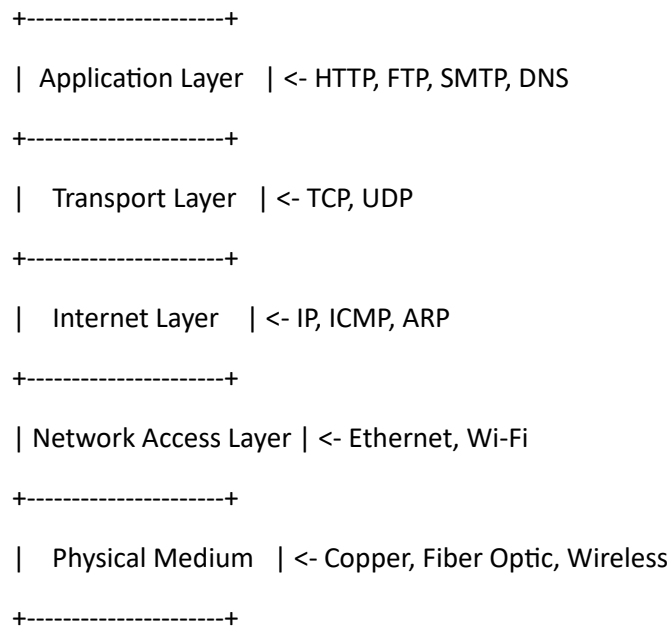 +----------------------+
| Application Layer | <- HTTP, FTP, SMTP, DNS
+----------------------+
| Transport Layer | <- TCP, UDP
+----------------------+
| Internet Layer | <- IP, ICMP, ARP
+----------------------+
| Network Access Layer | <- Ethernet, Wi-Fi
+----------------------+
| Physical Medium | <- Copper, Fiber Optic, Wireless
+----------------------+